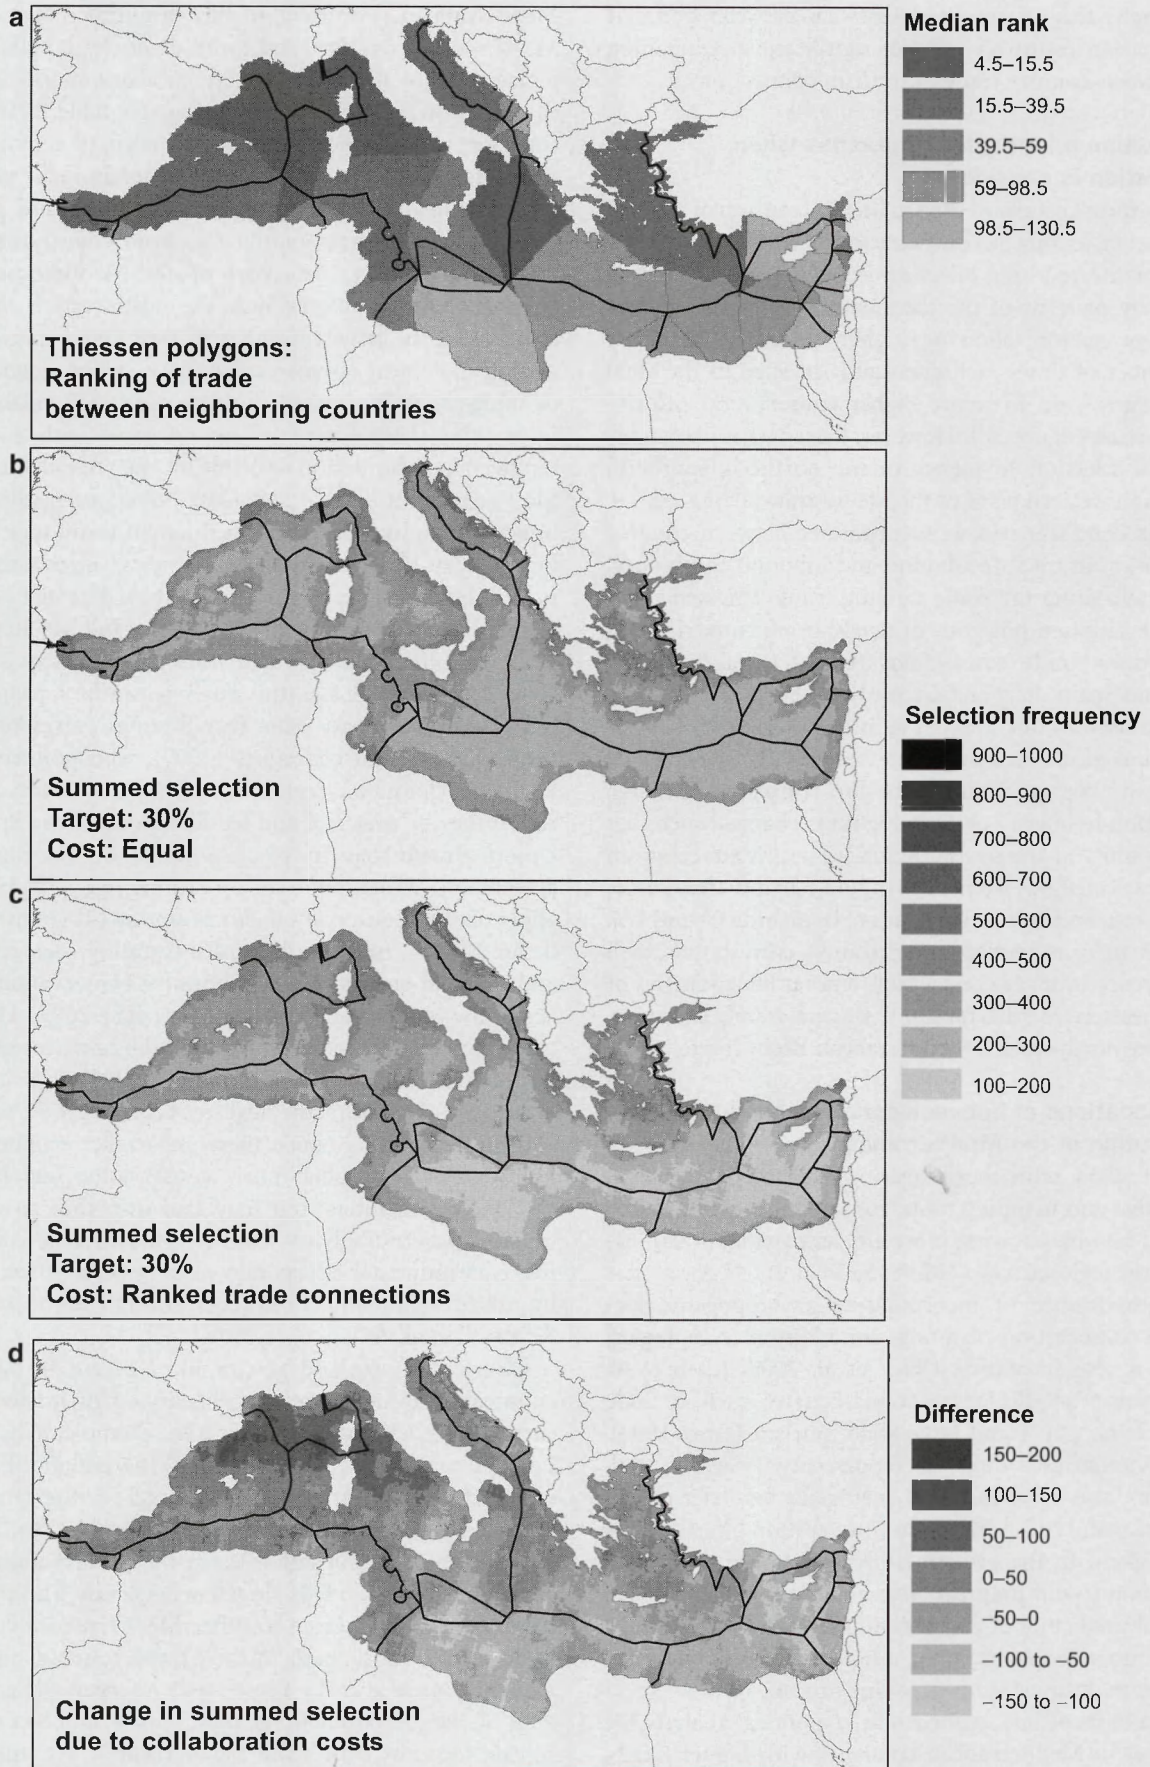 a
Median rank
4.5–15.5
15.5–39.5
39.5–59
59–98.5
98.5–130.5
Thiessen polygons:
Ranking of trade
between neighboring countries
b
Summed selection
Target: 30%
Cost: Equal
Selection frequency
900–1000
800–900
700–800
600–700
500–600
400–500
300–400
200–300
100–200
c
Summed selection
Target: 30%
Cost: Ranked trade connections
d
Difference
150–200
100–150
50–100
0–50
–50–0
–100 to –50
–150 to –100
Change in summed selection
due to collaboration costs